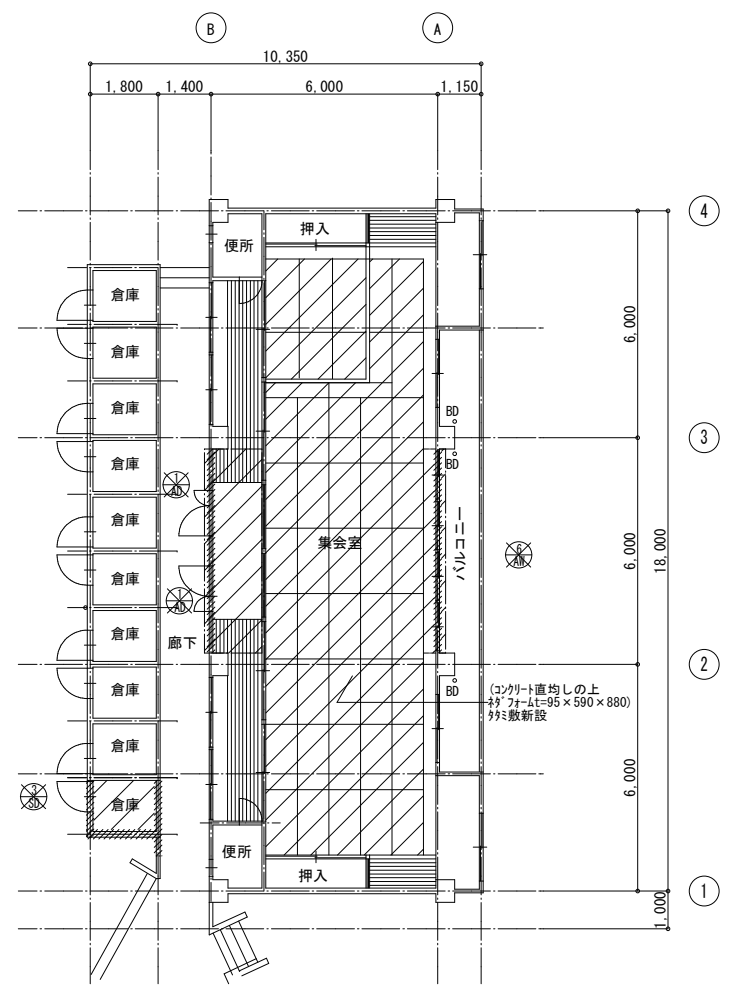 B
A
10,350
1,800
1,400
6,000
1,150
4
押入
便所
倉庫
6,000
倉庫
倉庫
BD
3
倉庫
BD
1
AD
倉庫
バルコニー
集会室
6
AW
6,000
18,000
倉庫
1
AD
倉庫
廊下
2
倉庫
BD
(コンクリート直均しの上
ネダフォームt=95×590×880)
タタミ敷新設
倉庫
6,000
3
SD
倉庫
便所
押入
1
1,000